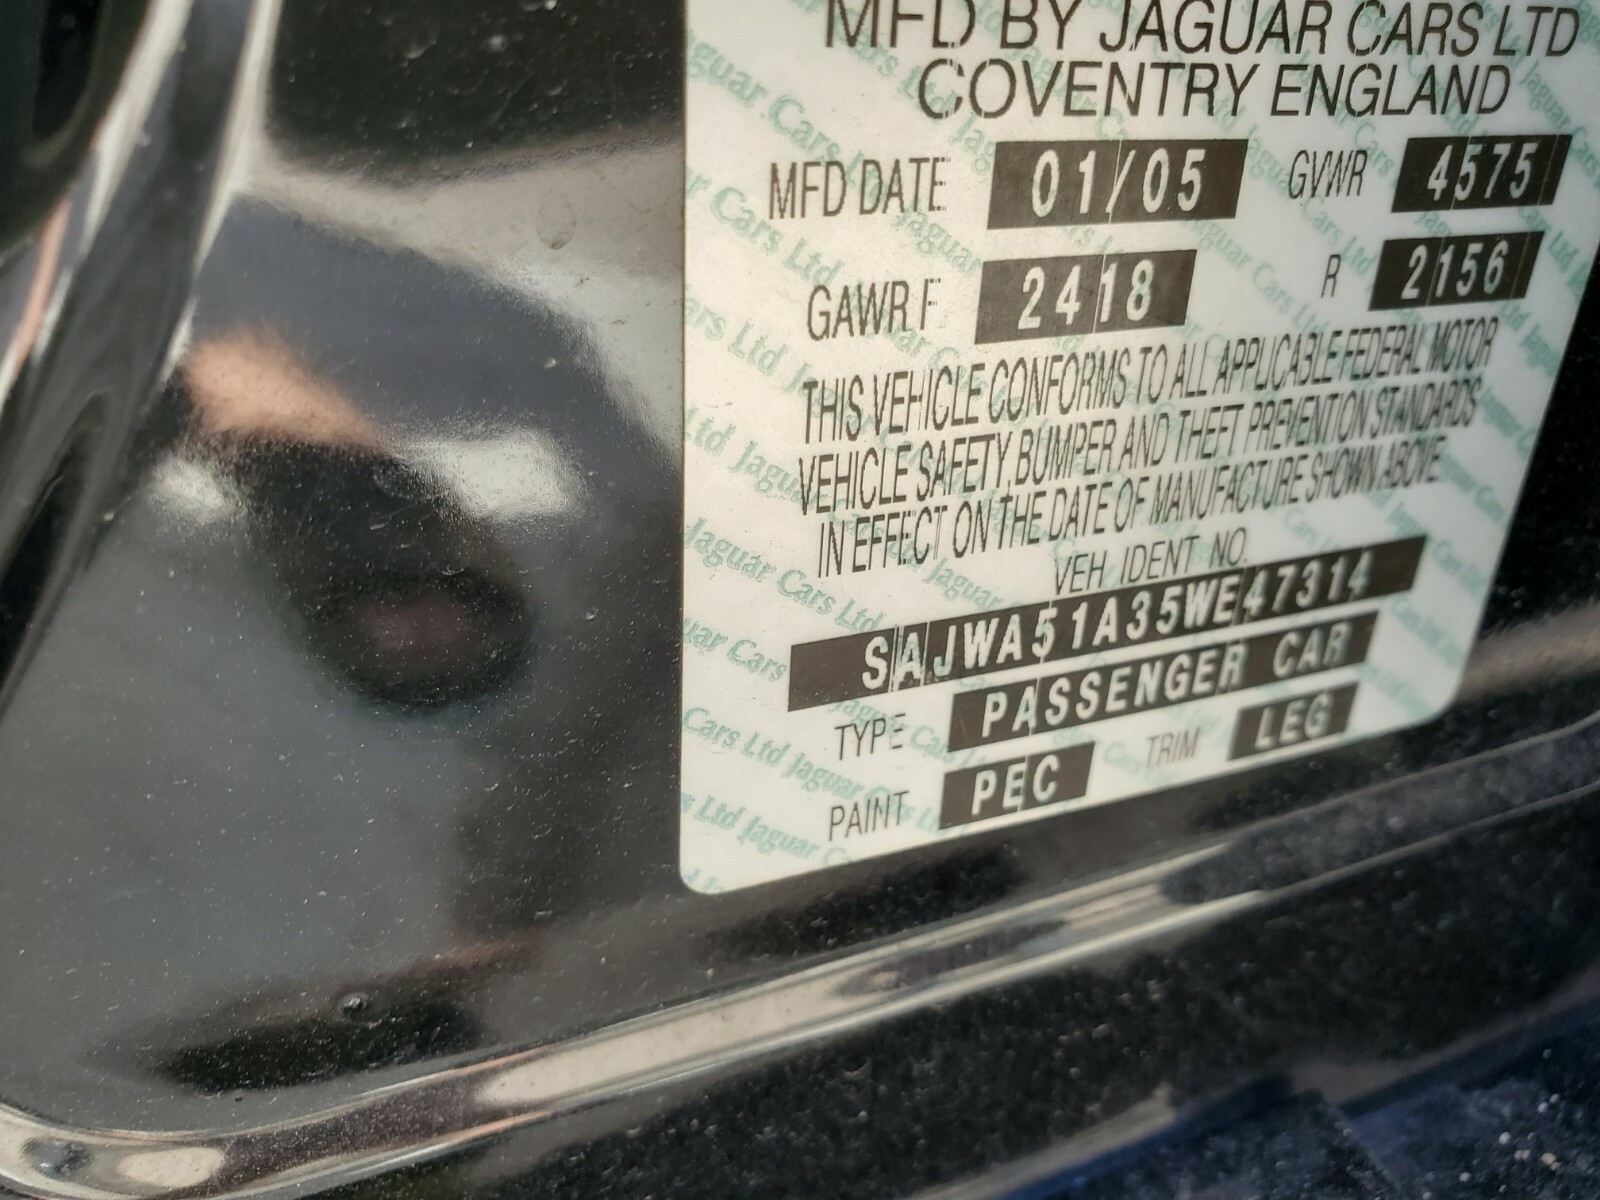 MFD BY JAGUAR CARS LTD
COVENTRY ENGLAND
MFD DATE 01/05 GVWR 4575
GAWR F 2418 R 2156
THIS VEHICLE CONFORMS TO ALL APPLICABLE FEDERAL MOTOR
VEHICLE SAFETY, BUMPER AND THEFT PREVENTION STANDARDS
IN EFFECT ON THE DATE OF MANUFACTURE SHOWN ABOVE
VEH IDENT NO.
SAJWA51A35WE47314
TYPE PASSENGER CAR
PAINT PEC TRIM LEG